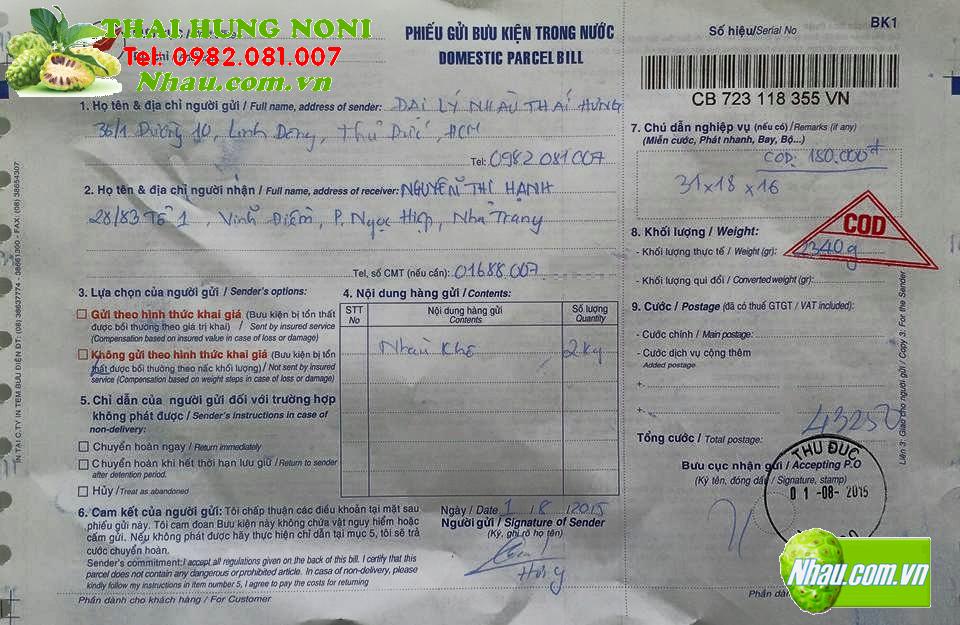 THAI HUNG NONI
Tel: 0982.081.007
Nhau.com.vn
PHIẾU GỬI BƯU KIỆN TRONG NƯỚC
DOMESTIC PARCEL BILL
BK1
Số hiệu/Serial No
CB 723 118 355 VN
1. Họ tên & địa chỉ người gửi / Full name, address of sender: ĐẠI LÝ NHÀU THÁI HƯNG
36/1 Đường 10, Linh Đông, Thủ Đức, HCM
Tel: 0982 081 007
2. Họ tên & địa chỉ người nhận / Full name, address of receiver: NGUYỄN THỊ HẠNH
28/83 Tổ 1, Vĩnh Điềm, P. Ngọc Hiệp, Nha Trang
Tel, số CMT (nếu cần): 01688.007
3. Lựa chọn của người gửi / Sender's options:
Gửi theo hình thức khai giá (Bưu kiện bị tổn thất
được bồi thường theo giá trị khai) / Sent by insured service
(Compensation based on insured value in case of loss or damage)
Không gửi theo hình thức khai giá (Bưu kiện bị tổn
thất được bồi thường theo nấc khối lượng) / Not sent by insured
service (Compensation based on weight steps in case of loss or damage)
4. Nội dung hàng gửi / Contents:
STT
No
Nội dung hàng gửi
Contents
Số lượng
Quantity
Nhàu Khô 2 Kg
5. Chỉ dẫn của người gửi đối với trường hợp
không phát được / Sender's instructions in case of
non-delivery:
Chuyển hoàn ngay / Return immediately
Chuyển hoàn khi hết thời hạn lưu giữ / Return to sender
after detention period.
Hủy / Treat as abandoned
6. Cam kết của người gửi: Tôi chấp thuận các điều khoản tại mặt sau
phiếu gửi này. Tôi cam đoan Bưu kiện này không chứa vật nguy hiểm hoặc
cấm gửi. Nếu không phát được hãy thực hiện chỉ dẫn tại mục 5, tôi sẽ trả
cước chuyển hoàn.
Sender's commitment: I accept all regulations given on the back of this bill. I certify that this
parcel does not contain any dangerous or prohibited article. In case of non-delivery, please
kindly follow my instructions in item number 5, I agree to pay the costs for returning
Phần dành cho khách hàng / For Customer
Ngày / Date 1 / 8 / 2015
Người gửi / Signature of Sender
(Ký, ghi rõ họ tên)
7. Chú dẫn nghiệp vụ (nếu có) / Remarks (if any)
(Miễn cước, Phát nhanh, Bay, Bộ...)
COD: 180.000đ
31x18x16
COD
8. Khối lượng / Weight:
- Khối lượng thực tế / Weight (gr): 2340g
- Khối lượng qui đổi / Converted weight (gr):
9. Cước / Postage (đã có thuế GTGT / VAT included):
- Cước chính / Main postage:
- Cước dịch vụ cộng thêm
Added postage
+
+
43250
Tổng cước / Total postage:
Bưu cục nhận gửi / Accepting P.O
(Ký tên, đóng dấu / Signature, stamp)
THU ĐUC
01-08-2015
Nhau.com.vn
Phần dành
Liên 3: Giao cho người gửi / Copy 3: For the Sender